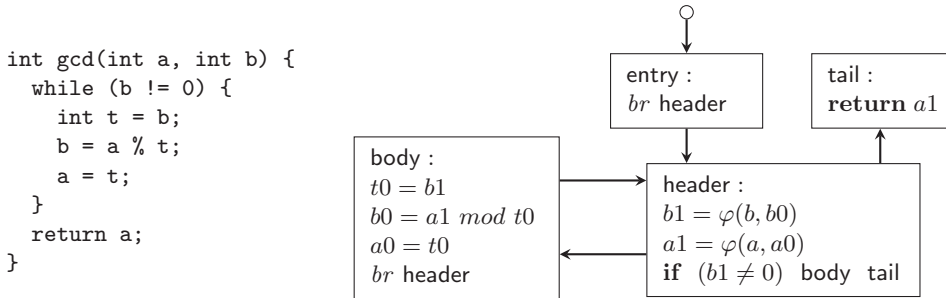 int gcd(int a, int b) {
  while (b != 0) {
    int t = b;
    b = a % t;
    a = t;
  }
  return a;
}
entry :
br header
tail :
return a1
body :
t0 = b1
b0 = a1 mod t0
a0 = t0
br header
header :
b1 = φ(b, b0)
a1 = φ(a, a0)
if (b1 ≠ 0) body tail